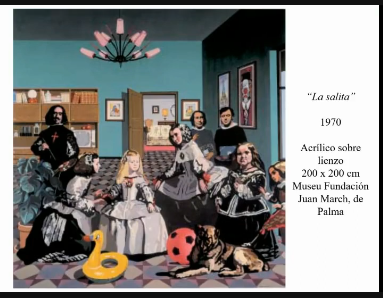 “La salita”
1970
Acrílico sobre
lienzo
200 x 200 cm
Museu Fundación
Juan March, de
Palma